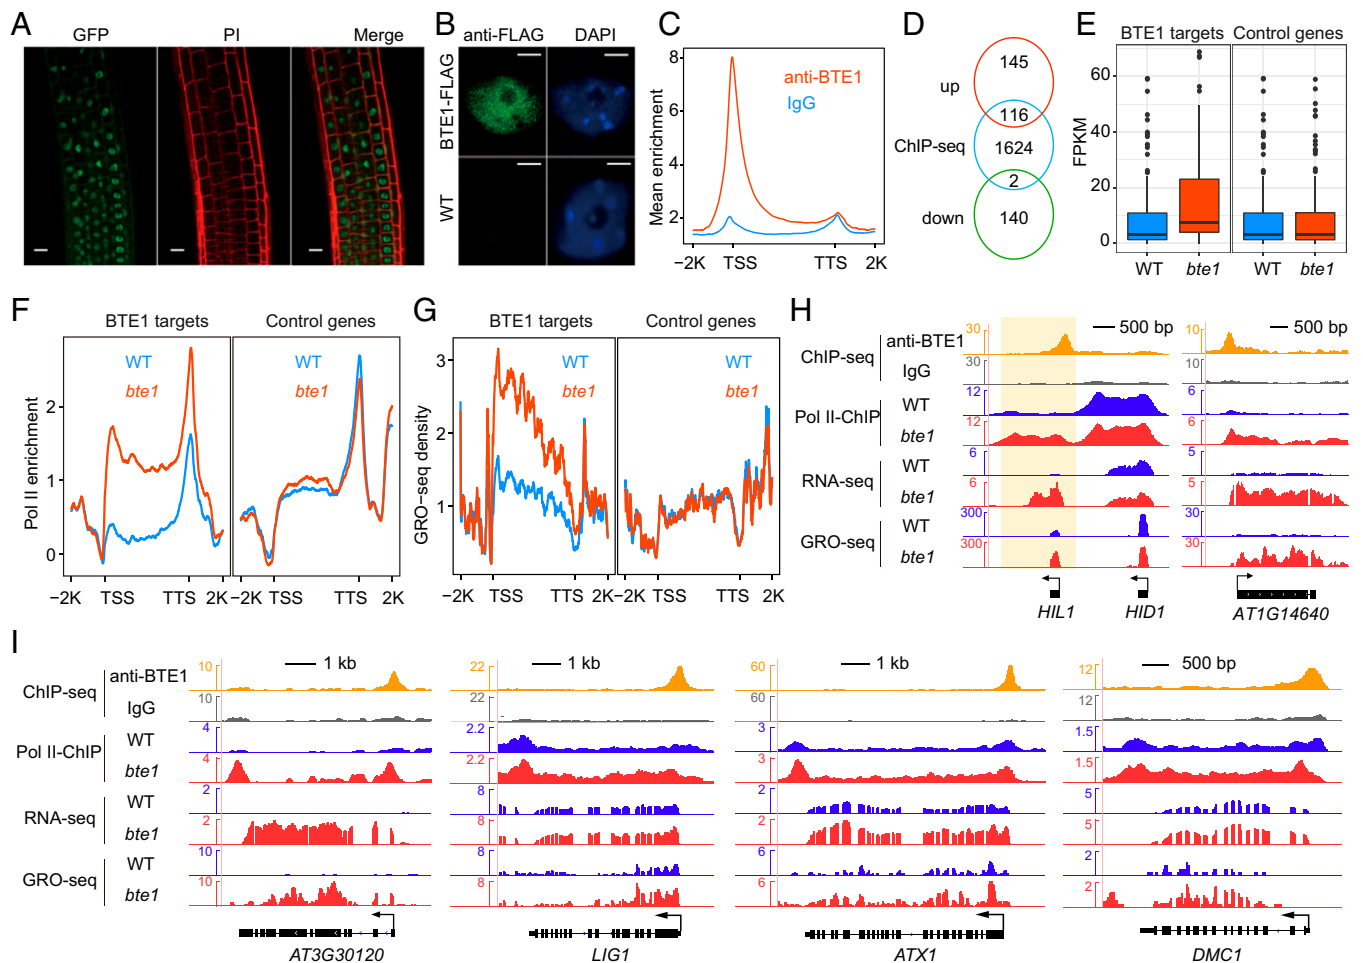 A
GFP
PI
Merge
B
anti-FLAG
DAPI
BTE1-FLAG
WT
C
anti-BTE1
IgG
Mean enrichment
8
6
4
2
−2K
TSS
TTS
2K
D
up
145
116
ChIP-seq
1624
2
down
140
E
BTE1 targets
Control genes
FPKM
60
40
20
0
WT
bte1
WT
bte1
F
BTE1 targets
Control genes
WT
bte1
WT
bte1
Pol II enrichment
2
1
0
−2K
TSS
TTS
2K
−2K
TSS
TTS
2K
G
BTE1 targets
Control genes
WT
bte1
WT
bte1
GRO−seq density
3
2
1
−2K
TSS
TTS
2K
−2K
TSS
TTS
2K
H
500 bp
500 bp
ChIP-seq
anti-BTE1
30
10
IgG
30
10
Pol II-ChIP
WT
12
6
bte1
12
6
RNA-seq
WT
6
5
bte1
6
5
GRO-seq
WT
300
30
bte1
300
30
HIL1
HID1
AT1G14640
I
1 kb
1 kb
1 kb
500 bp
ChIP-seq
anti-BTE1
10
22
60
12
IgG
10
22
60
12
Pol II-ChIP
WT
4
2.2
3
1.5
bte1
4
2.2
3
1.5
RNA-seq
WT
2
8
2
5
bte1
2
8
2
5
GRO-seq
WT
10
8
6
2
bte1
10
8
6
2
AT3G30120
LIG1
ATX1
DMC1